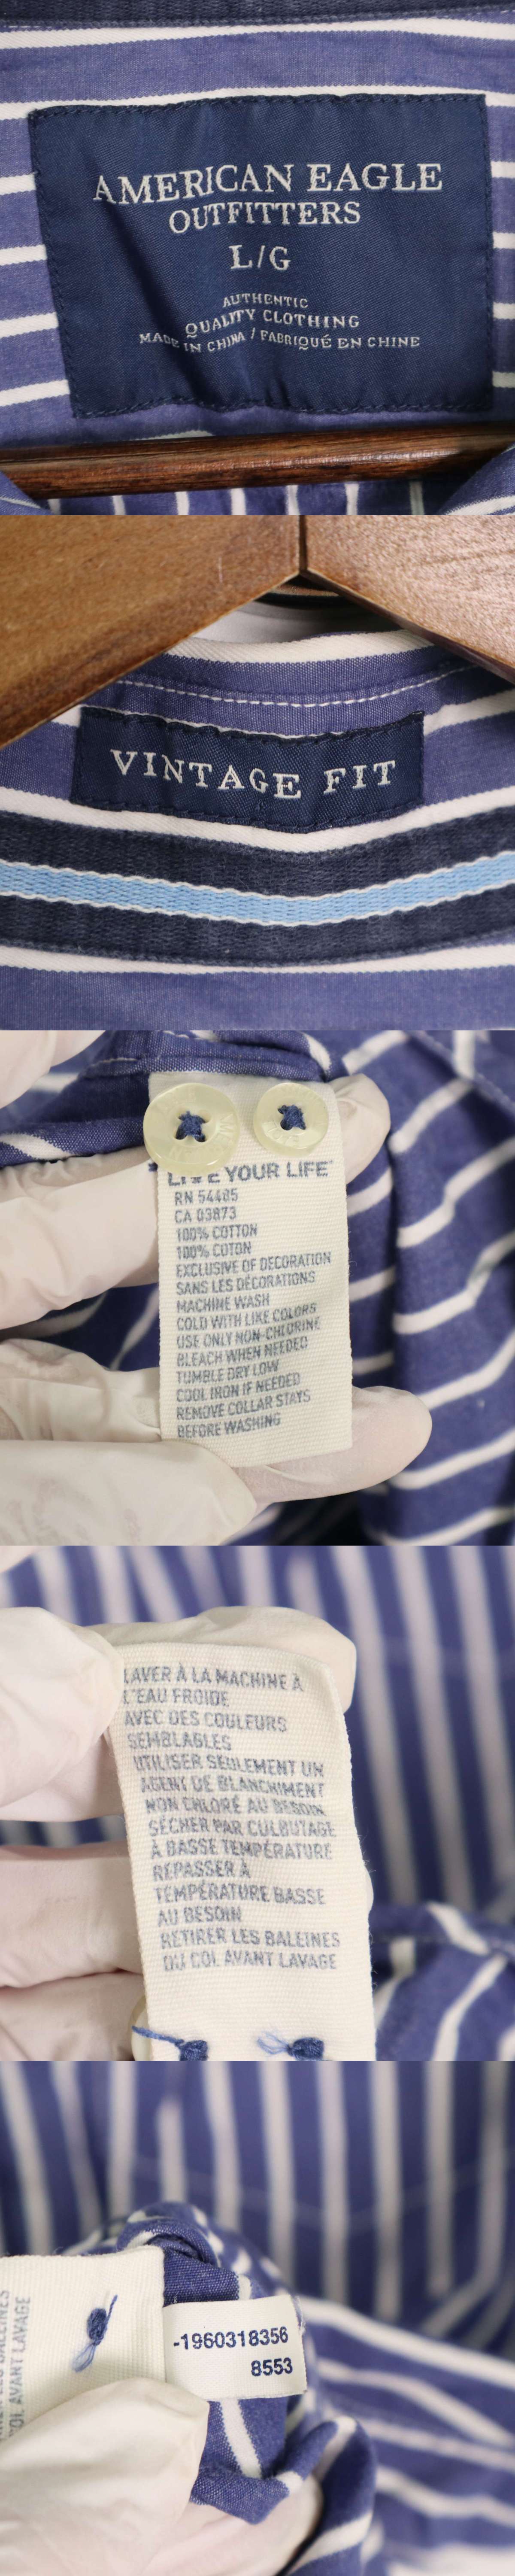 AMERICAN EAGLE
OUTFITTERS
L/G
AUTHENTIC
QUALITY CLOTHING
MADE IN CHINA / FABRIQUÉ EN CHINE
VINTAGE FIT
LIVE YOUR LIFE
RN 54485
CA 03873
100% COTTON
100% COTON
EXCLUSIVE OF DECORATION
SANS LES DÉCORATIONS
MACHINE WASH
COLD WITH LIKE COLORS
USE ONLY NON-CHLORINE
BLEACH WHEN NEEDED
TUMBLE DRY LOW
COOL IRON IF NEEDED
REMOVE COLLAR STAYS
BEFORE WASHING
LAVER À LA MACHINE À
L'EAU FROIDE
AVEC DES COULEURS
SEMBLABLES
UTILISER SEULEMENT UN
AGENT DE BLANCHIMENT
NON CHLORÉ AU BESOIN
SÉCHER PAR CULBUTAGE
À BASSE TEMPÉRATURE
REPASSER À
TEMPÉRATURE BASSE
AU BESOIN
RETIRER LES BALEINES
DU COL AVANT LAVAGE
BALEINES
COL AVANT LAVAGE
-1960318356
8553